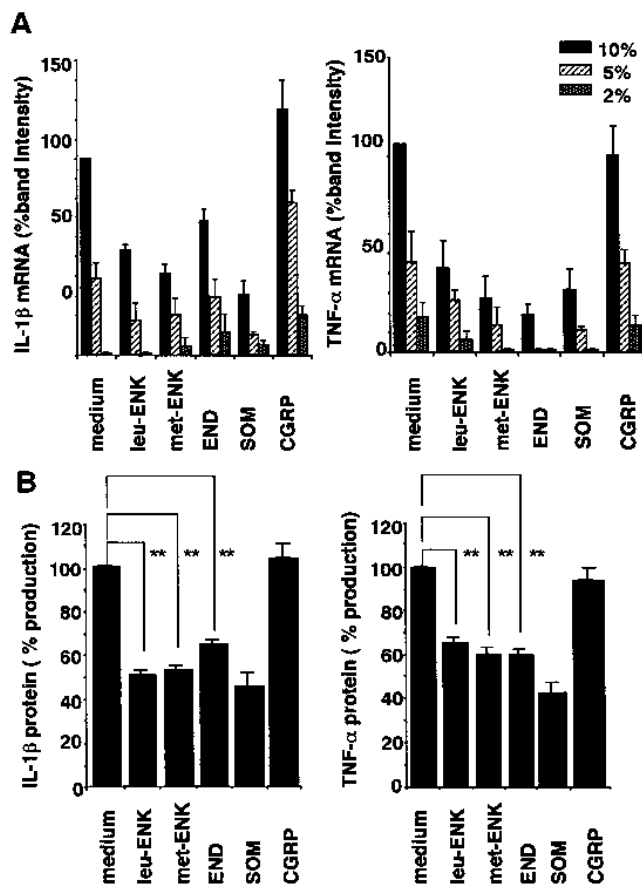 A
IL-1β mRNA (%band Intensity)
150
100
50
0
medium
leu-ENK
met-ENK
END
SOM
CGRP
TNF-α mRNA (%band Intensity)
150
100
50
0
medium
leu-ENK
met-ENK
END
SOM
CGRP
10%
5%
2%
B
IL-1β protein ( % production)
120
100
80
60
40
20
0
** ** **
medium
leu-ENK
met-ENK
END
SOM
CGRP
TNF-α protein ( % production)
120
100
80
60
40
20
0
** ** **
medium
leu-ENK
met-ENK
END
SOM
CGRP